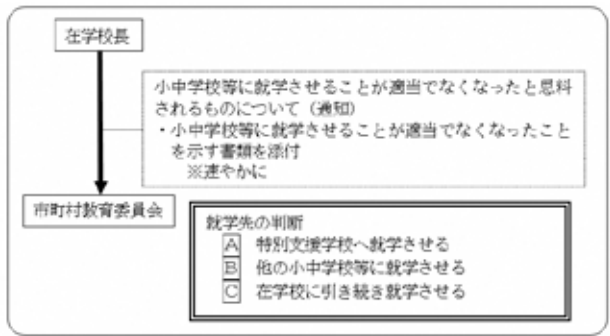 在学校長
小中学校等に就学させることが適当でなくなったと思料
されるものについて（通知）
・小中学校等に就学させることが適当でなくなったこと
を示す書類を添付
※速やかに
市町村教育委員会
就学先の判断
A 特別支援学校へ就学させる
B 他の小中学校等に就学させる
C 在学校に引き続き就学させる